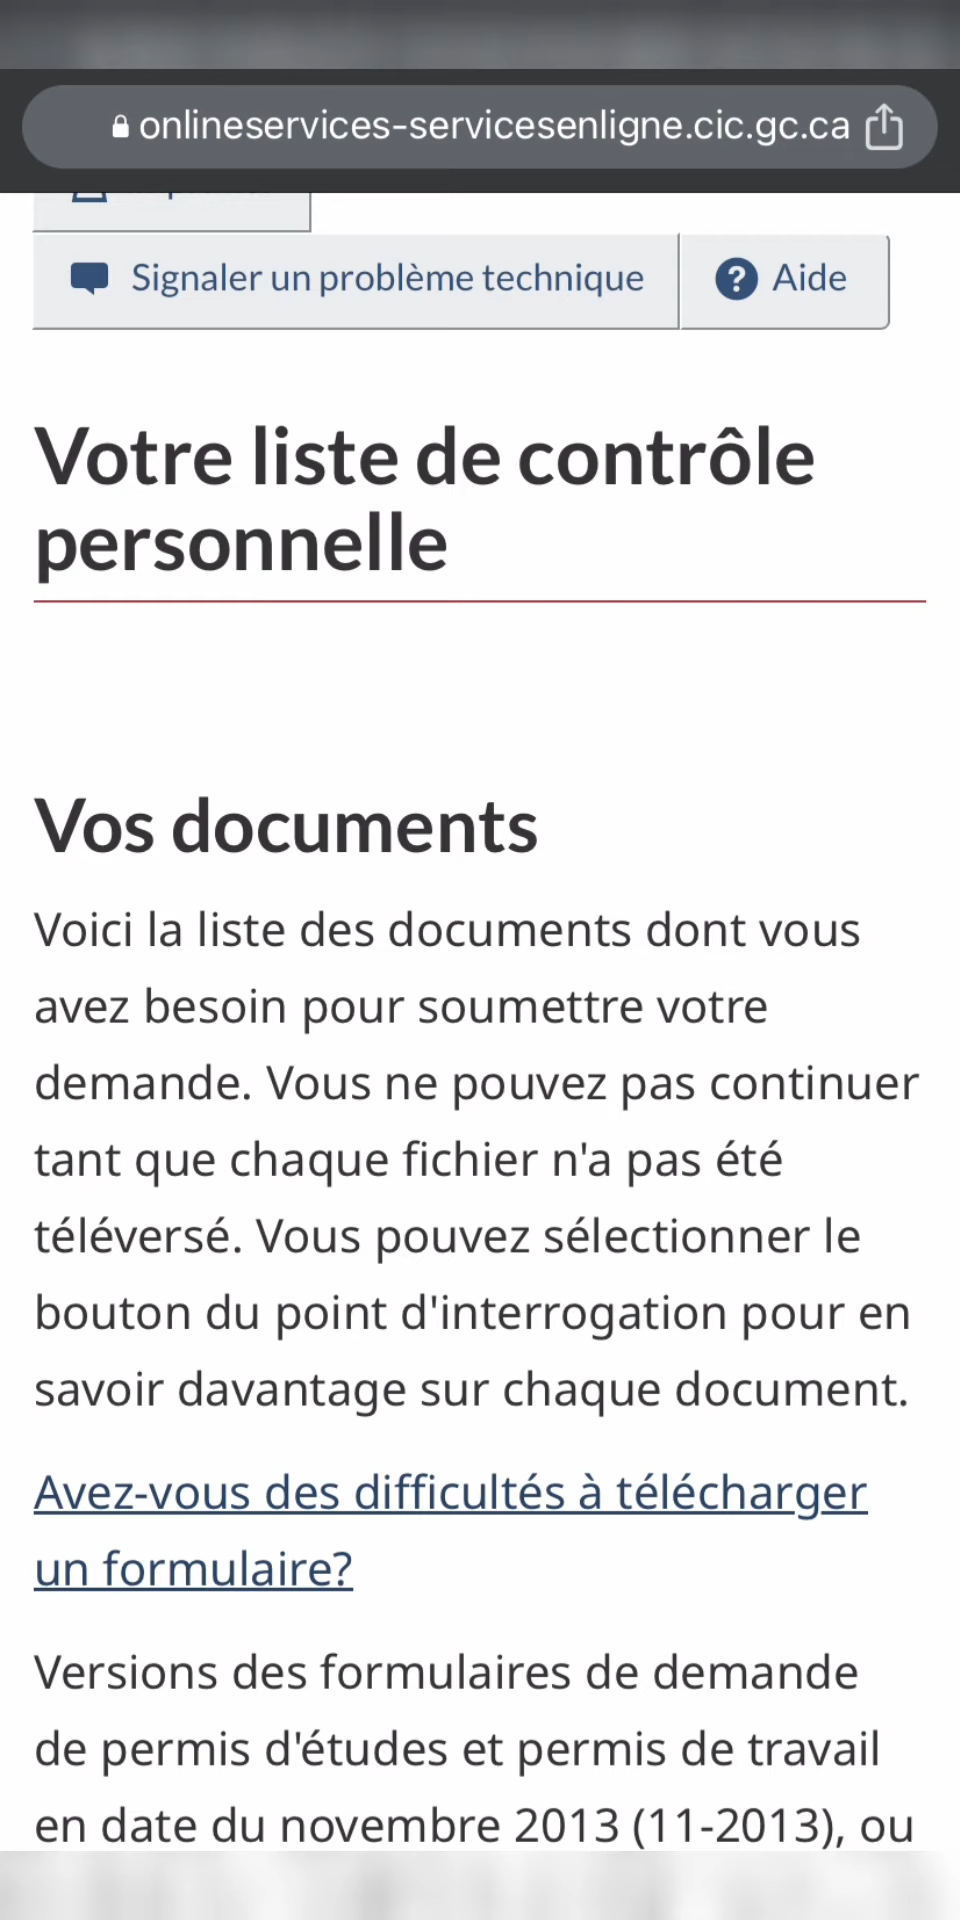 onlineservices-servicesenligne.cic.gc.ca
Signaler un problème technique
Aide
Votre liste de contrôle
personnelle
Vos documents
Voici la liste des documents dont vous
avez besoin pour soumettre votre
demande. Vous ne pouvez pas continuer
tant que chaque fichier n'a pas été
téléversé. Vous pouvez sélectionner le
bouton du point d'interrogation pour en
savoir davantage sur chaque document.
Avez-vous des difficultés à télécharger
un formulaire?
Versions des formulaires de demande
de permis d'études et permis de travail
en date du novembre 2013 (11-2013), ou